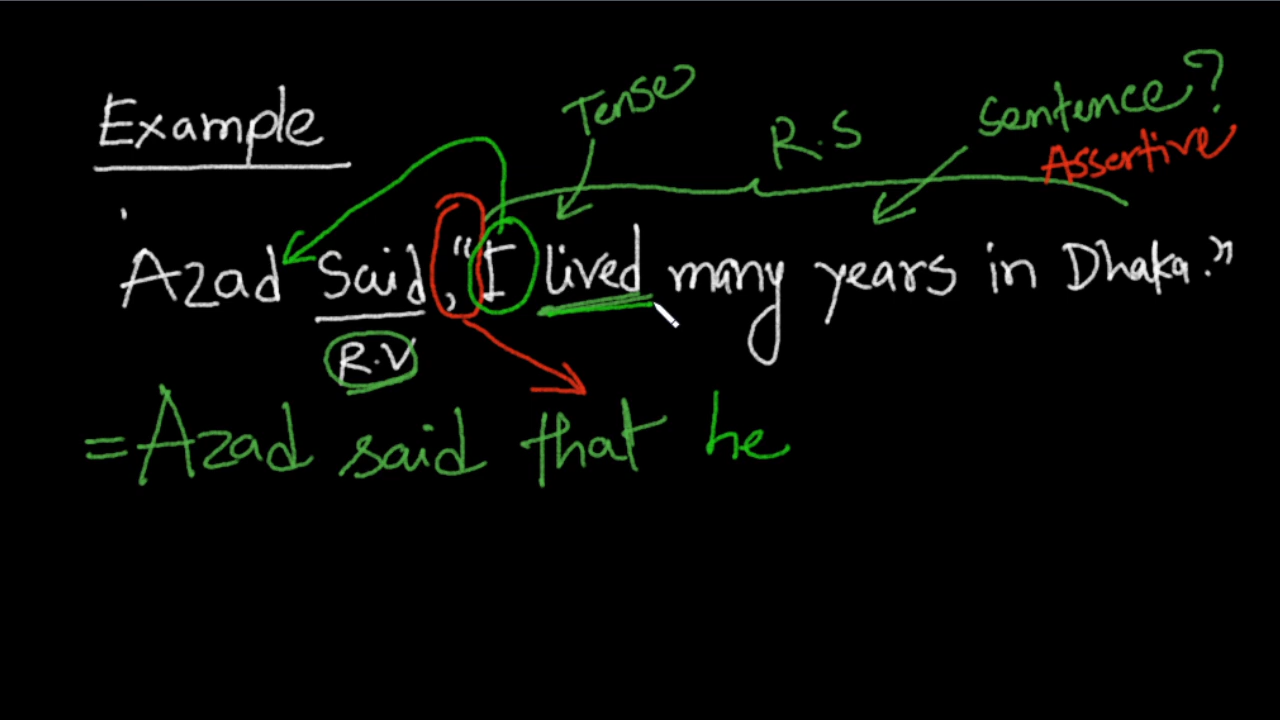 Example
Tense
R.S
Sentence?
Assertive
Azad Said, "I lived many years in Dhaka."
R.V
= Azad said that he